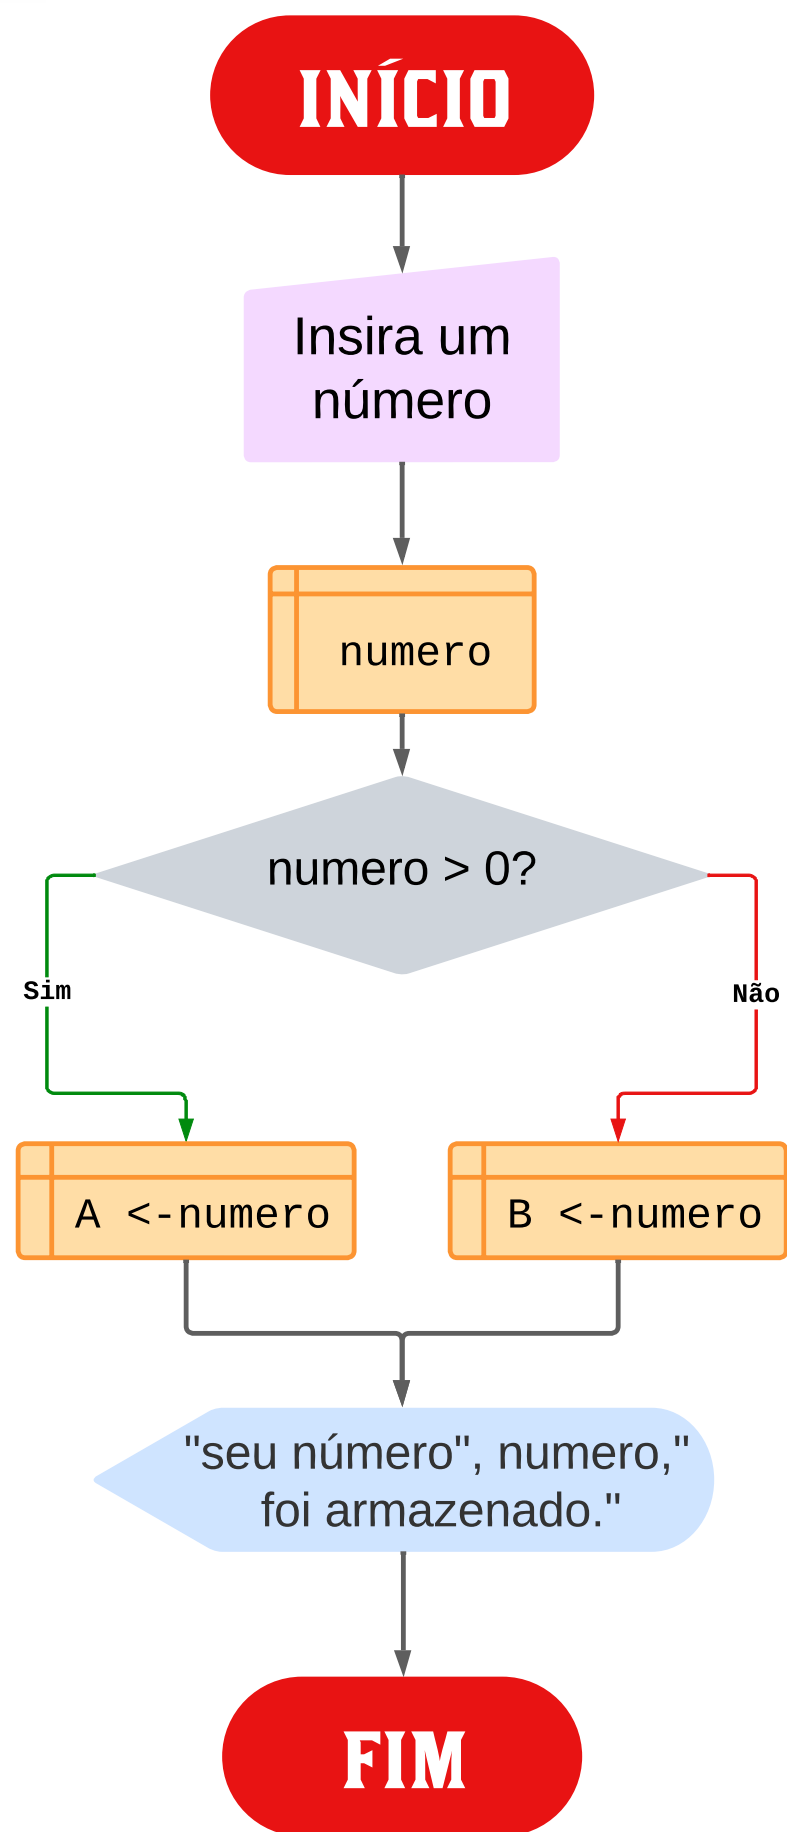 INÍCIO
Insira um
número
numero
numero > 0?
Sim
Não
A <-numero
B <-numero
"seu número", numero,"
foi armazenado."
FIM